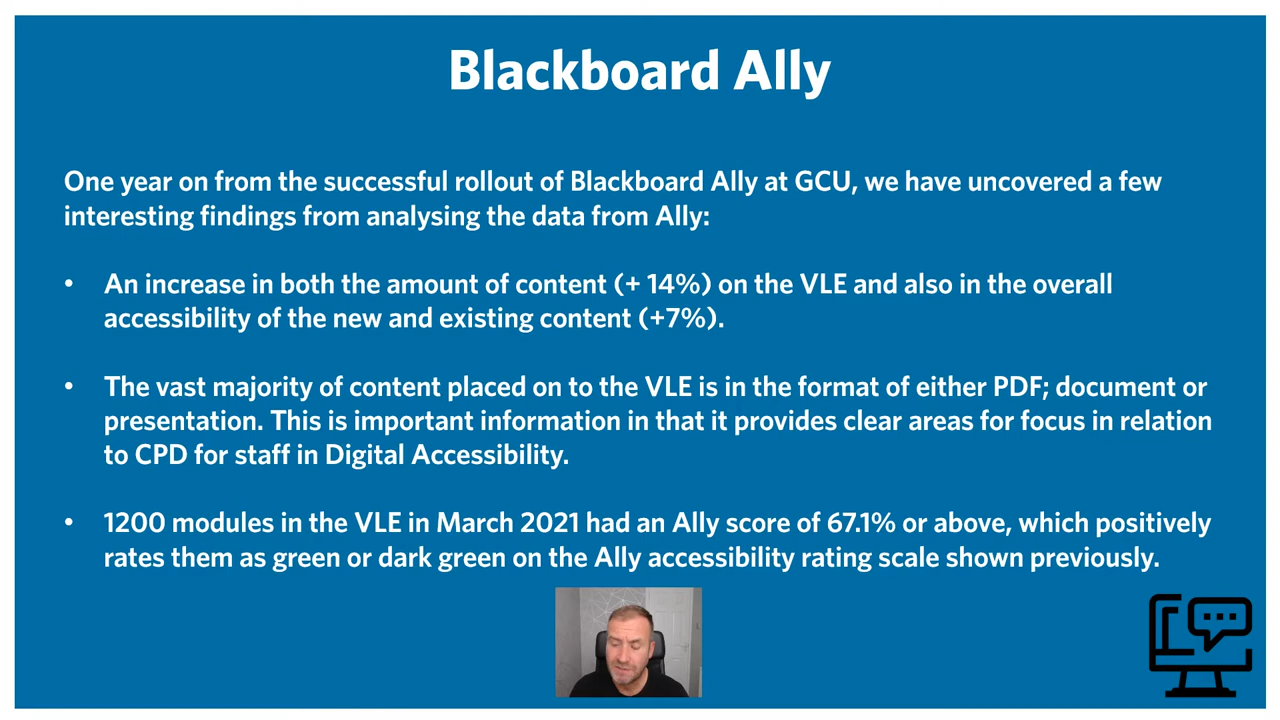 Blackboard Ally
One year on from the successful rollout of Blackboard Ally at GCU, we have uncovered a few
interesting findings from analysing the data from Ally:
• An increase in both the amount of content (+ 14%) on the VLE and also in the overall
accessibility of the new and existing content (+7%).
• The vast majority of content placed on to the VLE is in the format of either PDF; document or
presentation. This is important information in that it provides clear areas for focus in relation
to CPD for staff in Digital Accessibility.
• 1200 modules in the VLE in March 2021 had an Ally score of 67.1% or above, which positively
rates them as green or dark green on the Ally accessibility rating scale shown previously.